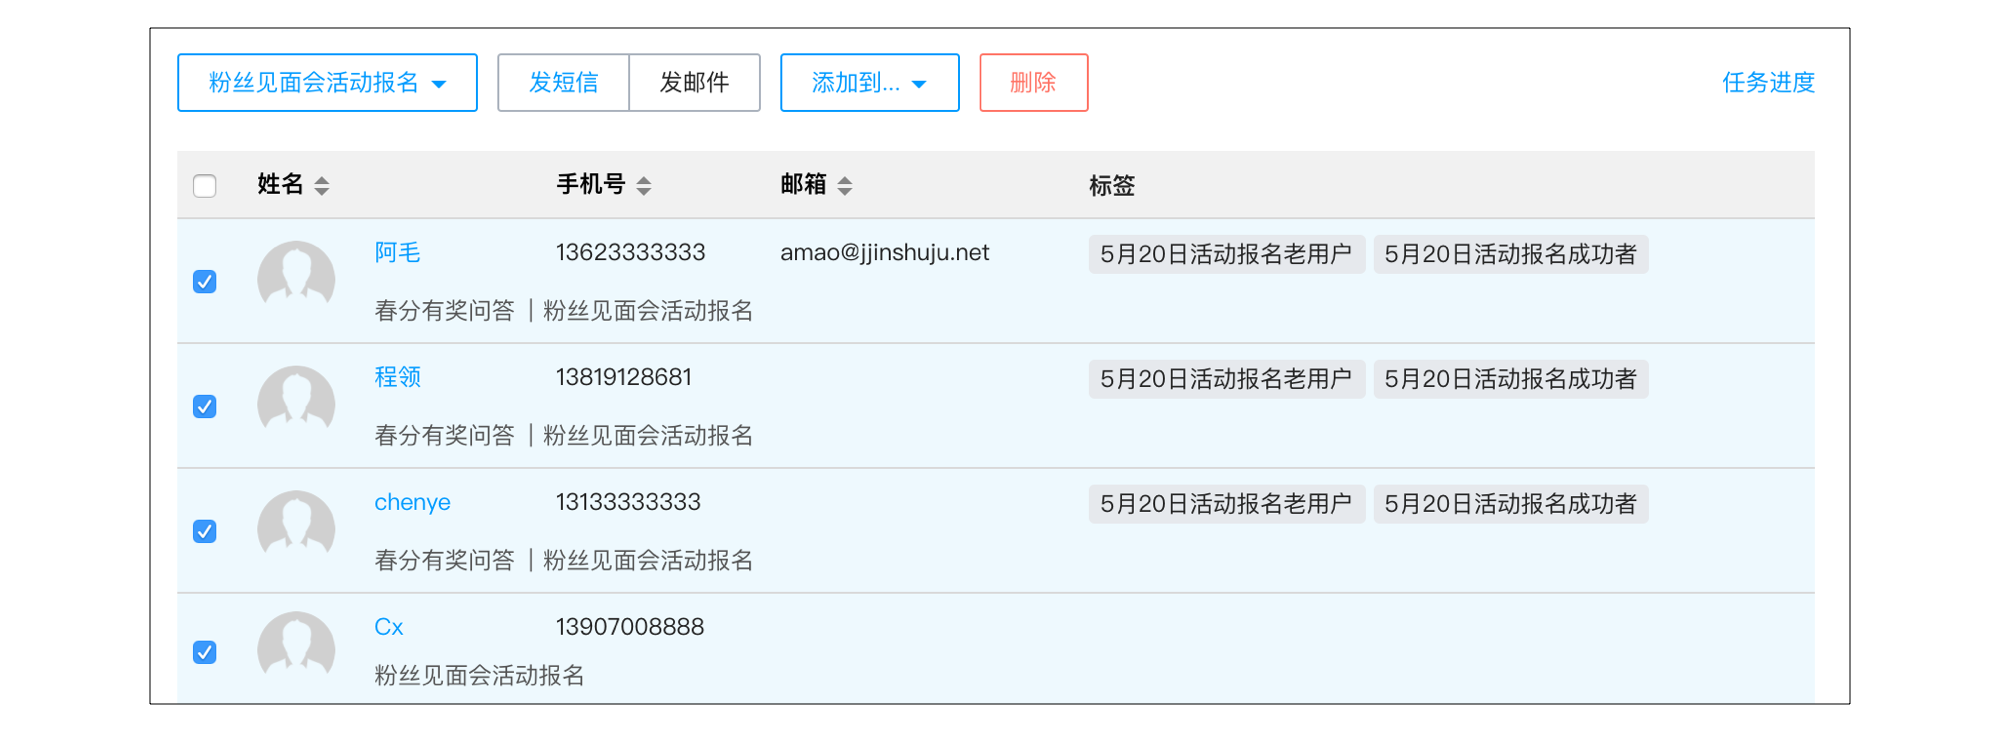 粉丝见面会活动报名 发短信 发邮件 添加到... 删除 任务进度
姓名 手机号 邮箱 标签
阿毛 13623333333 amao@jjinshuju.net 5月20日活动报名老用户 5月20日活动报名成功者
春分有奖问答 | 粉丝见面会活动报名
程领 13819128681 5月20日活动报名老用户 5月20日活动报名成功者
春分有奖问答 | 粉丝见面会活动报名
chenye 13133333333 5月20日活动报名老用户 5月20日活动报名成功者
春分有奖问答 | 粉丝见面会活动报名
Cx 13907008888
粉丝见面会活动报名